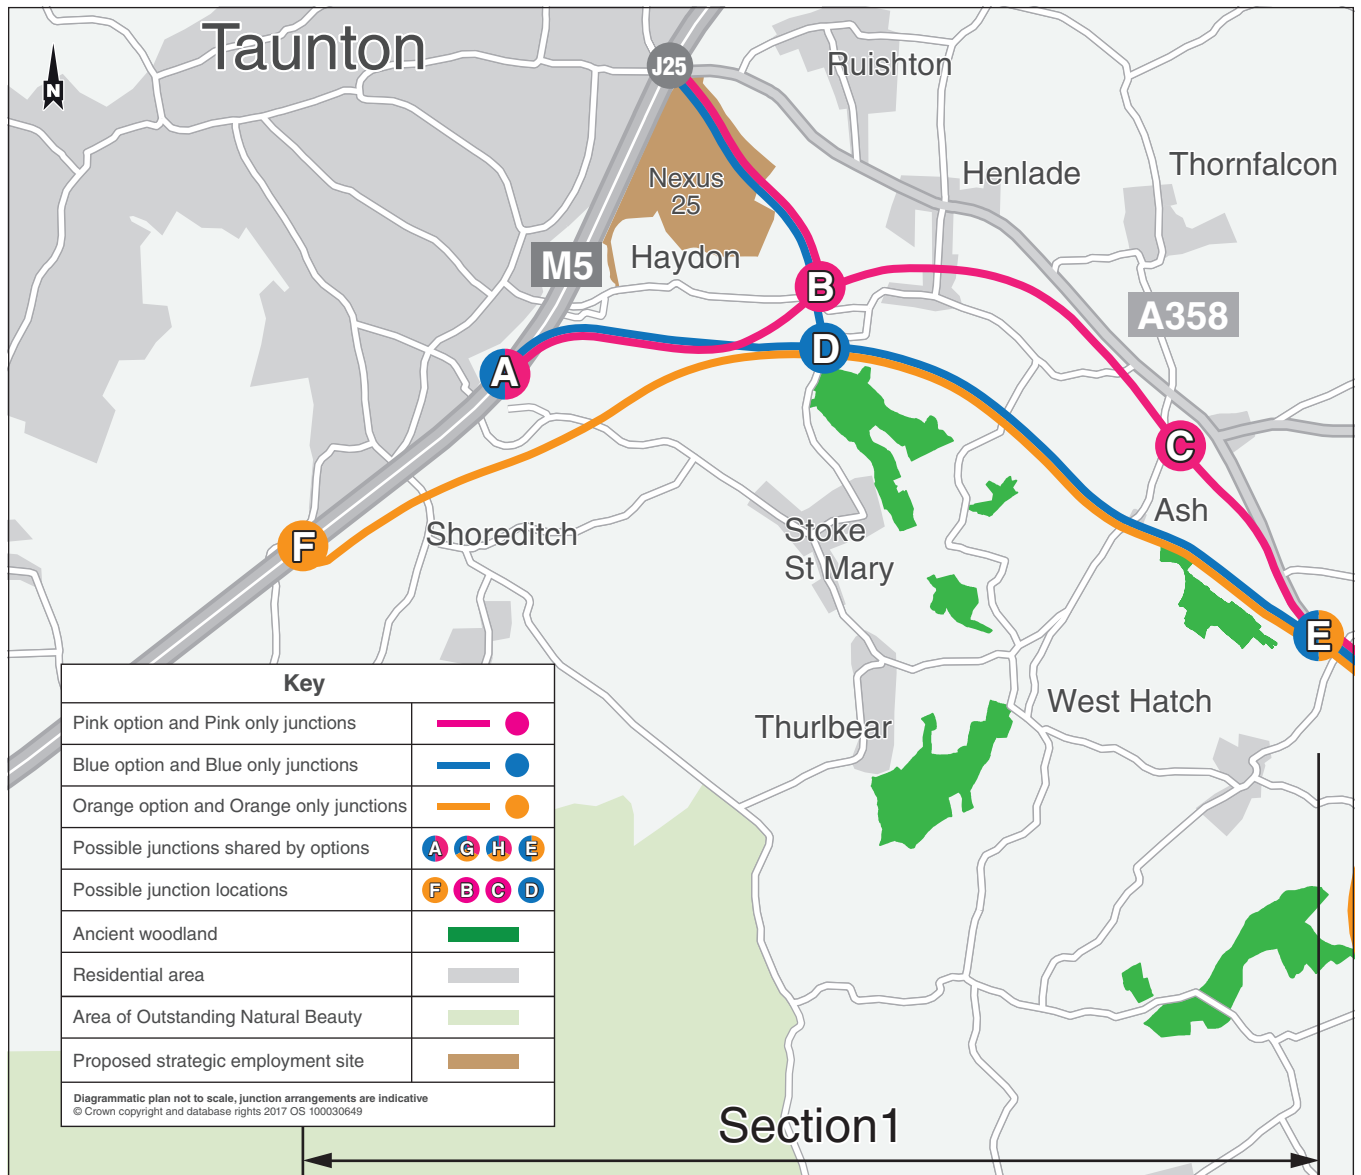 Taunton
N
J25
Ruishton
Henlade
Thornfalcon
Nexus
25
Haydon
M5
B
A358
D
A
C
F
Shoreditch
Ash
Stoke
St Mary
E
West Hatch
Thurlbear
Key
Pink option and Pink only junctions
Blue option and Blue only junctions
Orange option and Orange only junctions
Possible junctions shared by options
A G H E
Possible junction locations
F B C D
Ancient woodland
Residential area
Area of Outstanding Natural Beauty
Proposed strategic employment site
Diagrammatic plan not to scale, junction arrangements are indicative
© Crown copyright and database rights 2017 OS 100030649
Section1